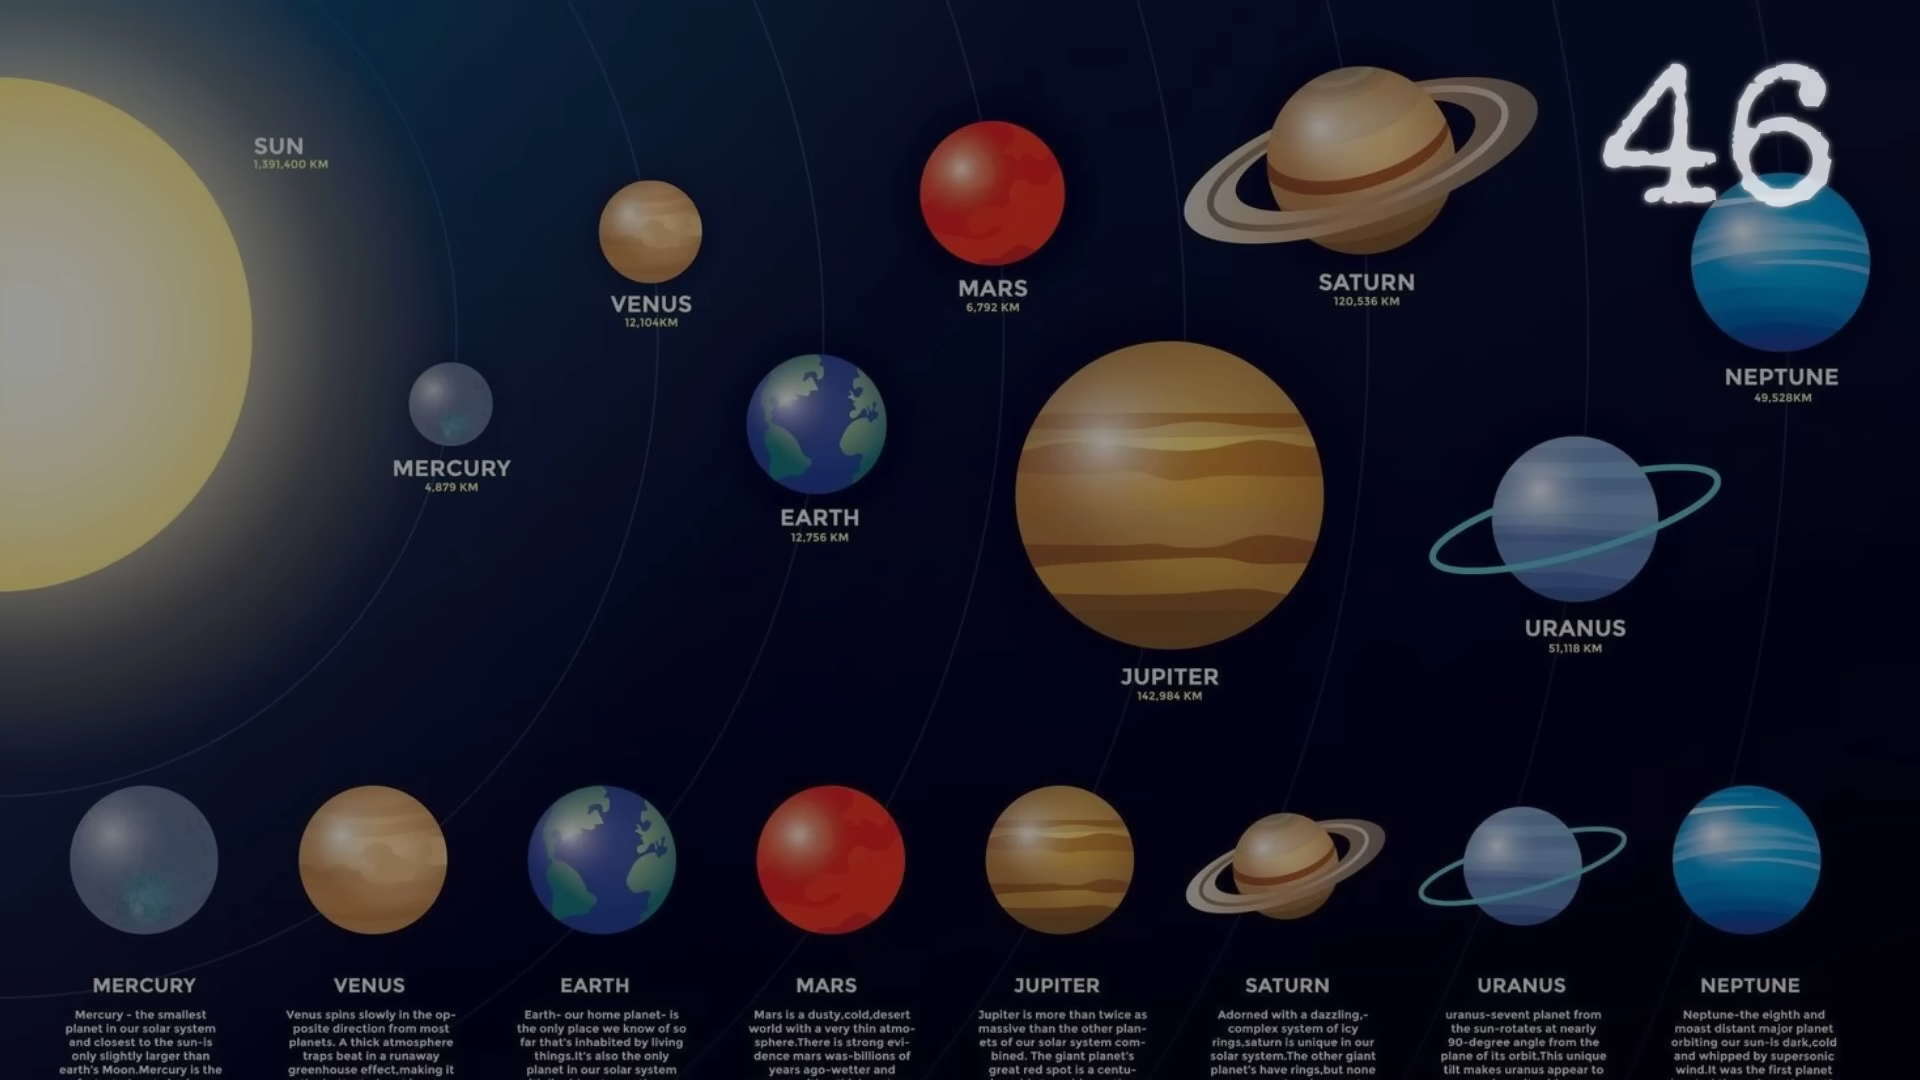 46
SUN
1,391,400 KM
VENUS
12,104KM
MARS
6,792 KM
SATURN
120,536 KM
NEPTUNE
49,528KM
MERCURY
4,879 KM
EARTH
12,756 KM
URANUS
51,118 KM
JUPITER
142,984 KM
MERCURY
Mercury - the smallest
planet in our solar system
and closest to the sun-is
only slightly larger than
earth's Moon.Mercury is the
VENUS
Venus spins slowly in the op-
posite direction from most
planets. A thick atmosphere
traps beat in a runaway
greenhouse effect,making it
EARTH
Earth- our home planet- is
the only place we know of so
far that's inhabited by living
things.It's also the only
planet in our solar system
MARS
Mars is a dusty,cold,desert
world with a very thin atmo-
sphere.There is strong evi-
dence mars was-billions of
years ago-wetter and
JUPITER
Jupiter is more than twice as
massive than the other plan-
ets of our solar system com-
bined. The giant planet's
great red spot is a centu-
SATURN
Adorned with a dazzling,-
complex system of icy
rings,saturn is unique in our
solar system.The other giant
planet's have rings,but none
URANUS
uranus-sevent planet from
the sun-rotates at nearly
90-degree angle from the
plane of its orbit.This unique
tilt makes uranus appear to
NEPTUNE
Neptune-the eighth and
moast distant major planet
orbiting our sun-is dark,cold
and whipped by supersonic
wind.It was the first planet